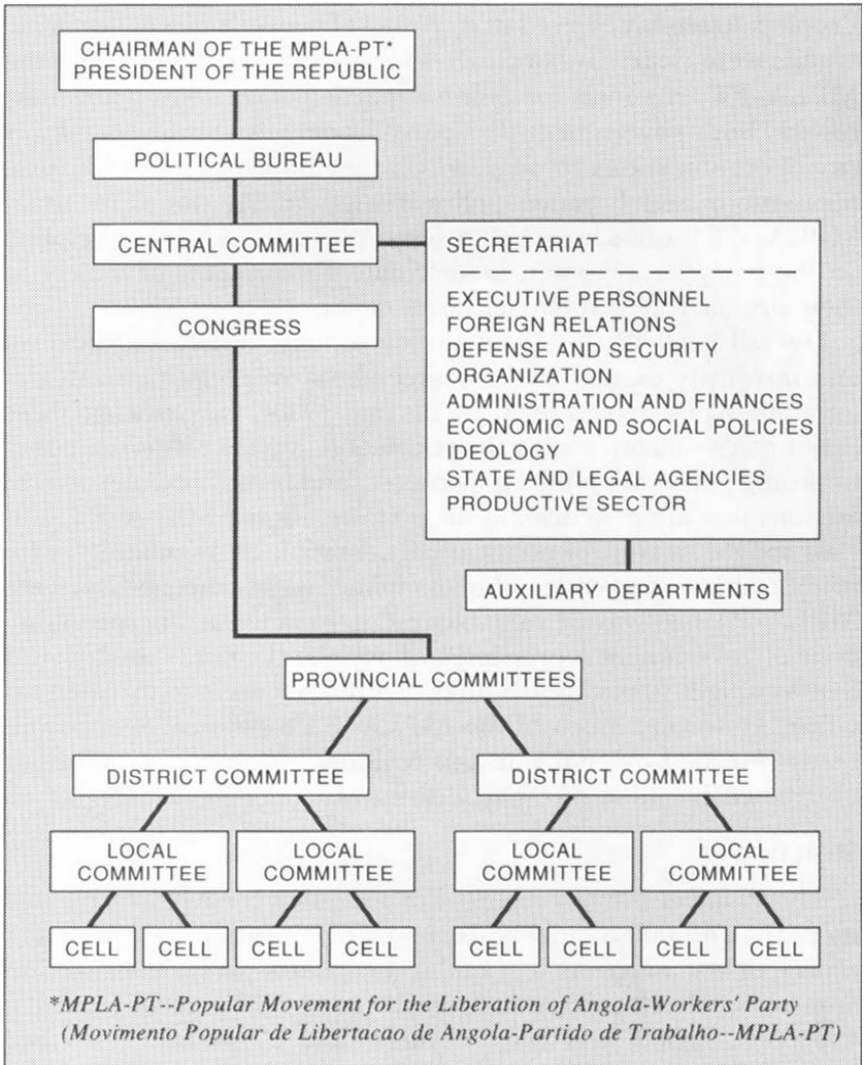 CHAIRMAN OF THE MPLA-PT*
PRESIDENT OF THE REPUBLIC
POLITICAL BUREAU
CENTRAL COMMITTEE
SECRETARIAT
CONGRESS
EXECUTIVE PERSONNEL
FOREIGN RELATIONS
DEFENSE AND SECURITY
ORGANIZATION
ADMINISTRATION AND FINANCES
ECONOMIC AND SOCIAL POLICIES
IDEOLOGY
STATE AND LEGAL AGENCIES
PRODUCTIVE SECTOR
AUXILIARY DEPARTMENTS
PROVINCIAL COMMITTEES
DISTRICT COMMITTEE
DISTRICT COMMITTEE
LOCAL
COMMITTEE
LOCAL
COMMITTEE
LOCAL
COMMITTEE
LOCAL
COMMITTEE
CELL
CELL
CELL
CELL
CELL
CELL
CELL
CELL
*MPLA-PT--Popular Movement for the Liberation of Angola-Workers' Party
(Movimento Popular de Libertacao de Angola-Partido de Trabalho--MPLA-PT)